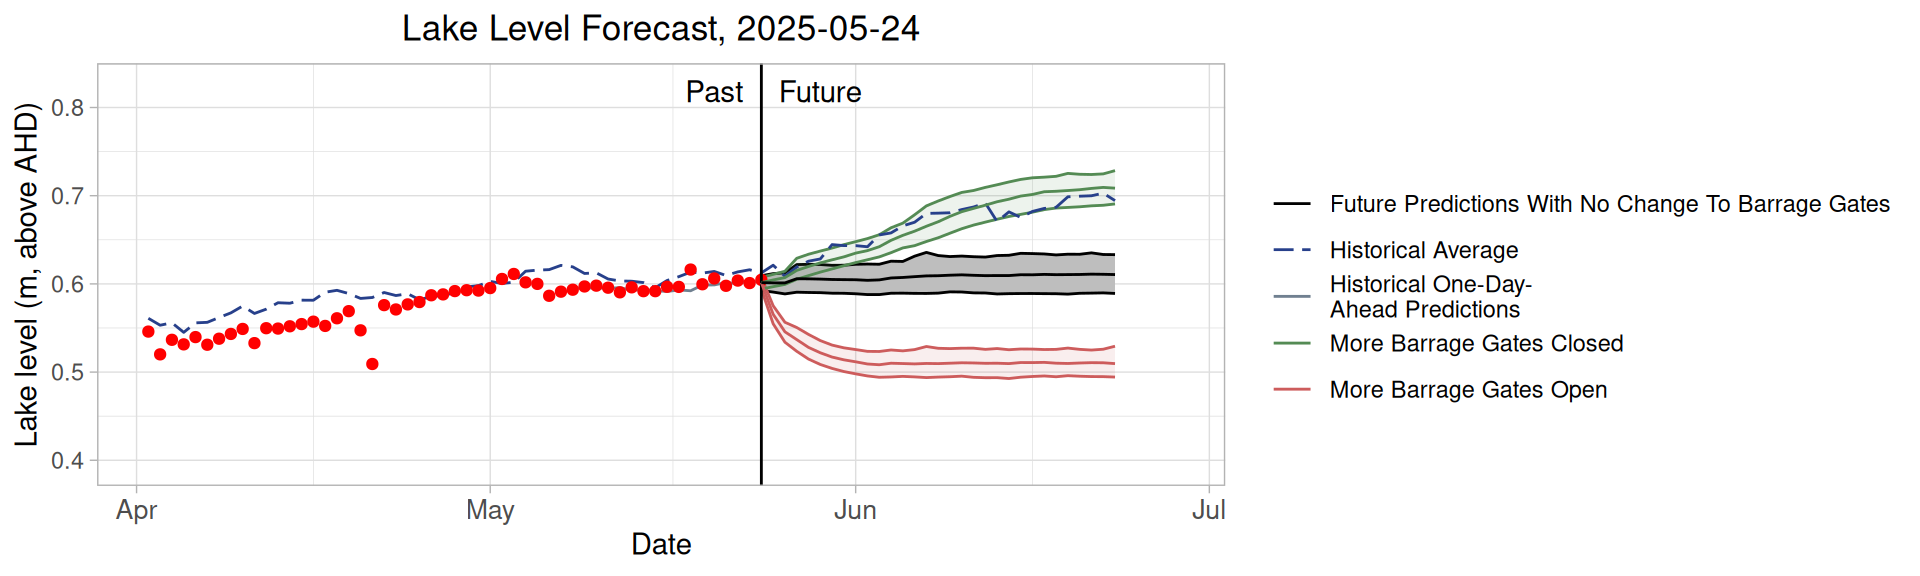 Lake Level Forecast, 2025-05-24
Past
Future
Lake level (m, above AHD)
0.8
0.7
0.6
0.5
0.4
Apr
May
Jun
Jul
Date
Future Predictions With No Change To Barrage Gates
Historical Average
Historical One-Day-
Ahead Predictions
More Barrage Gates Closed
More Barrage Gates Open